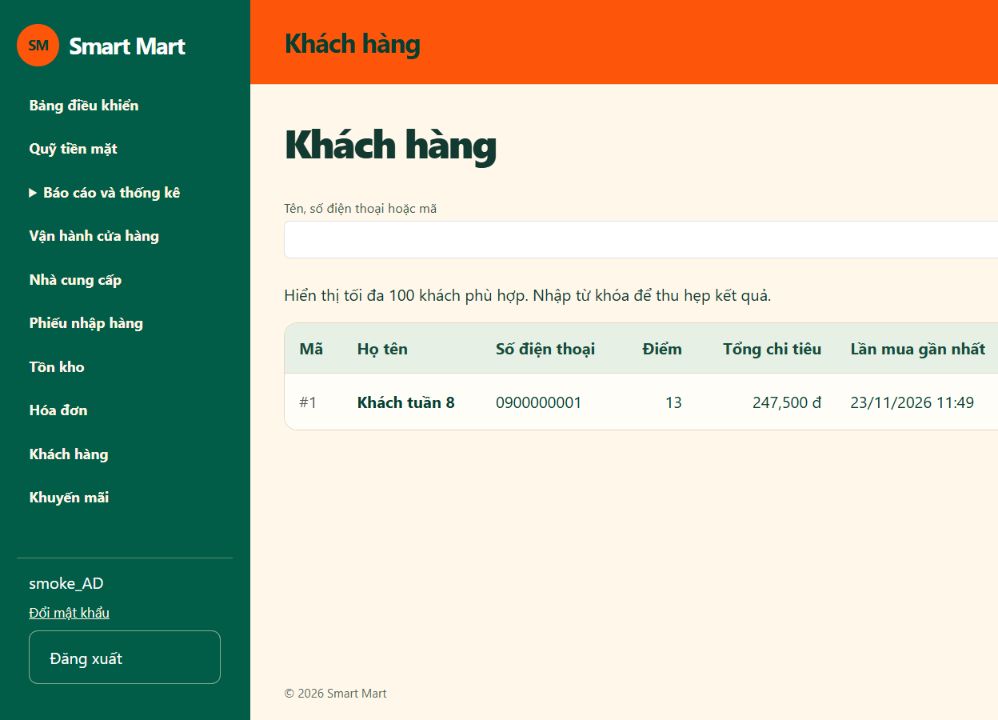 SM Smart Mart
Bảng điều khiển
Quỹ tiền mặt
Báo cáo và thống kê
Vận hành cửa hàng
Nhà cung cấp
Phiếu nhập hàng
Tồn kho
Hóa đơn
Khách hàng
Khuyến mãi
smoke_AD
Đổi mật khẩu
Đăng xuất
Khách hàng
Khách hàng
Tên, số điện thoại hoặc mã
Hiển thị tối đa 100 khách phù hợp. Nhập từ khóa để thu hẹp kết quả.
Mã Họ tên Số điện thoại Điểm Tổng chi tiêu Lần mua gần nhất
#1 Khách tuần 8 0900000001 13 247,500 đ 23/11/2026 11:49
© 2026 Smart Mart